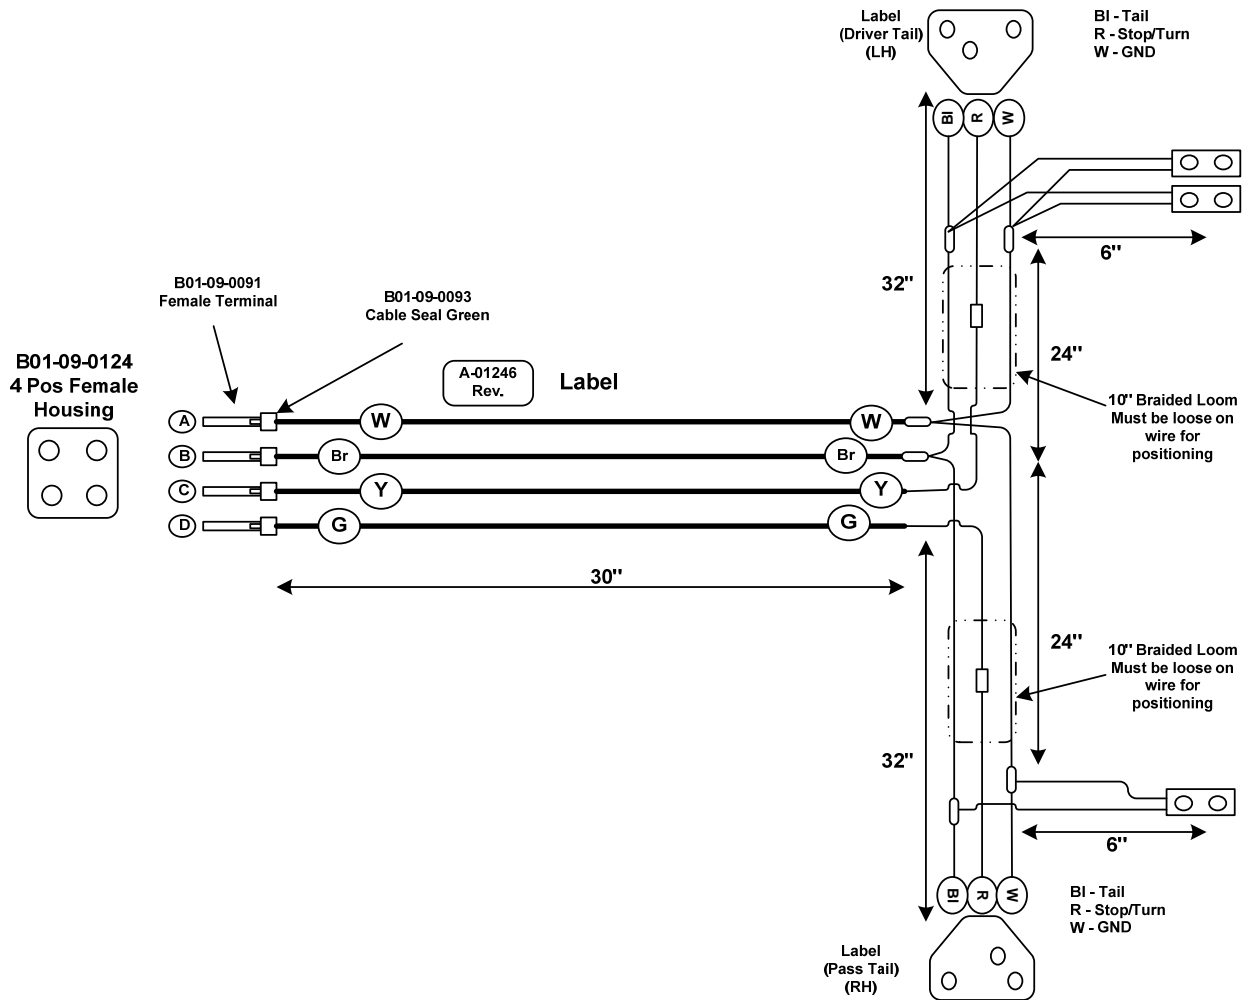 Label
(Driver Tail)
(LH)
Bl - Tail
R - Stop/Turn
W - GND
Bl
R
W
6"
32"
24"
10" Braided Loom
Must be loose on
wire for
positioning
B01-09-0091
Female Terminal
B01-09-0093
Cable Seal Green
B01-09-0124
4 Pos Female
Housing
A-01246
Rev.
Label
A
W
W
B
Br
Br
C
Y
Y
D
G
G
30"
24"
10" Braided Loom
Must be loose on
wire for
positioning
32"
6"
Bl
R
W
Bl - Tail
R - Stop/Turn
W - GND
Label
(Pass Tail)
(RH)